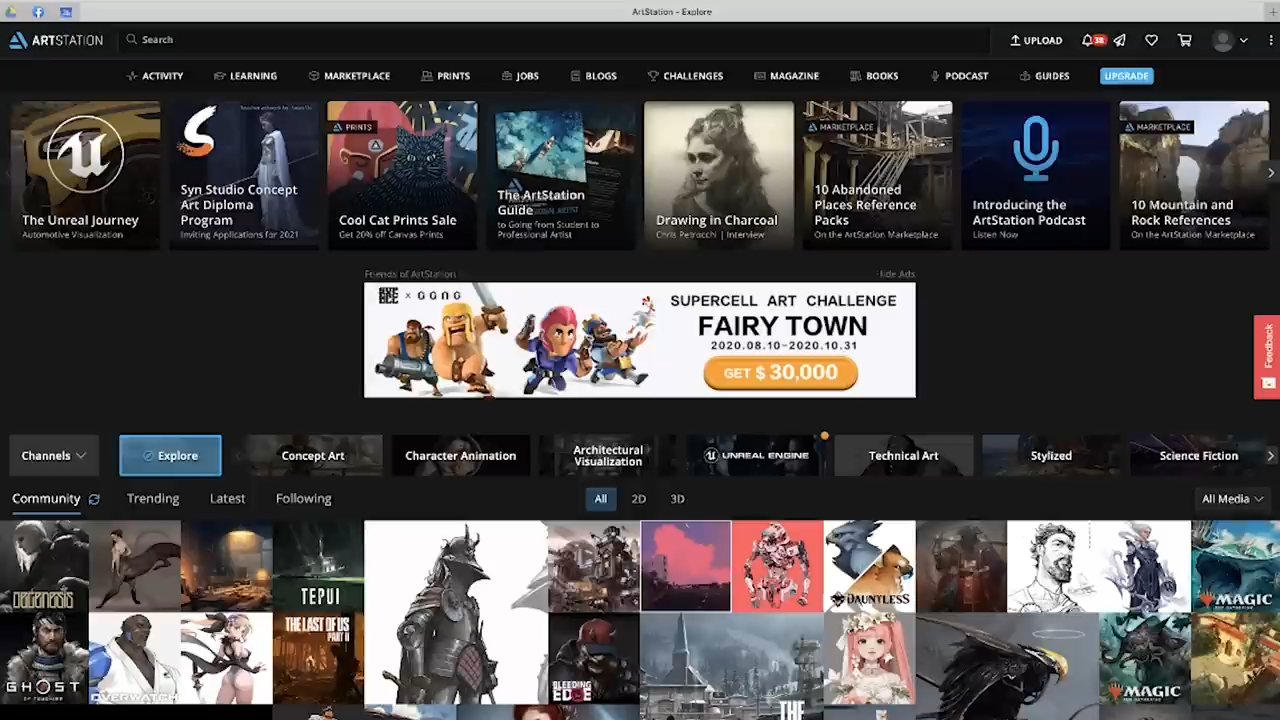 ArtStation - Explore
ARTSTATION
Search
UPLOAD
38
ACTIVITY
LEARNING
MARKETPLACE
PRINTS
JOBS
BLOGS
CHALLENGES
MAGAZINE
BOOKS
PODCAST
GUIDES
UPGRADE
The Unreal Journey
Automotive Visualization
Syn Studio Concept
Art Diploma
Program
Inviting Applications for 2021
PRINTS
Cool Cat Prints Sale
Get 20% off Canvas Prints
The ArtStation
Guide
to Going from Student to
Professional Artist
Drawing in Charcoal
Chris Petrocchi | Interview
MARKETPLACE
10 Abandoned
Places Reference
Packs
On the ArtStation Marketplace
Introducing the
ArtStation Podcast
Listen Now
MARKETPLACE
10 Mountain and
Rock References
On the ArtStation Marketplace
Friends of ArtStation
Hide Ads
SUPERCELL ART CHALLENGE
FAIRY TOWN
2020.08.10-2020.10.31
GET $ 30,000
Feedback
Channels
Explore
Concept Art
Character Animation
Architectural
Visualization
UNREAL ENGINE
Technical Art
Stylized
Science Fiction
Community
Trending
Latest
Following
All
2D
3D
All Media
DEGENESIS
TEPUI
DAUNTLESS
MAGIC
GHOST
OF TSUSHIMA
OVERWATCH
THE LAST OF US
PART II
BLEEDING
EDGE
THE
MAGIC